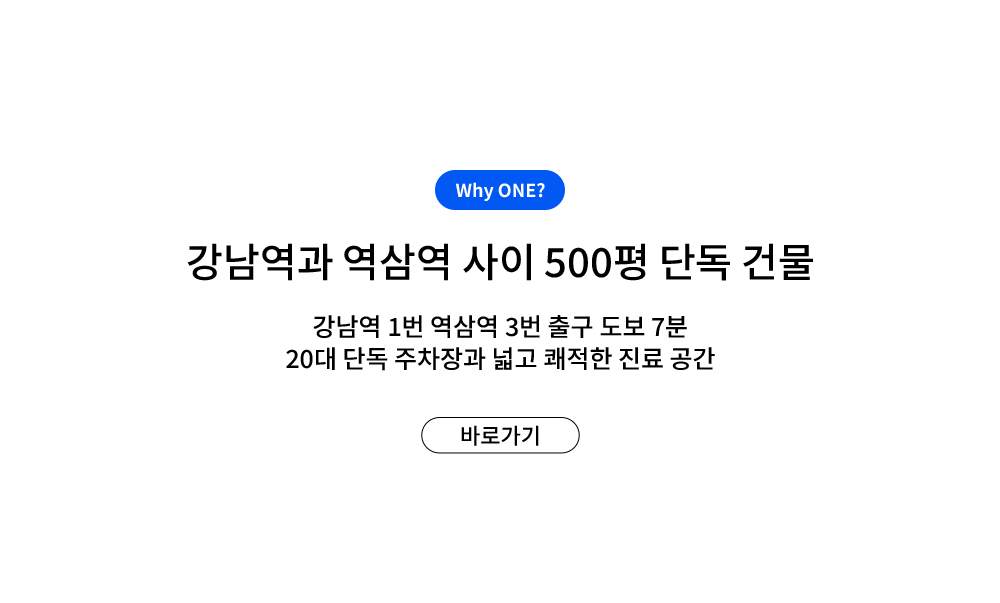 Why ONE?
강남역과 역삼역 사이 500평 단독 건물
강남역 1번 역삼역 3번 출구 도보 7분
20대 단독 주차장과 넓고 쾌적한 진료 공간
바로가기